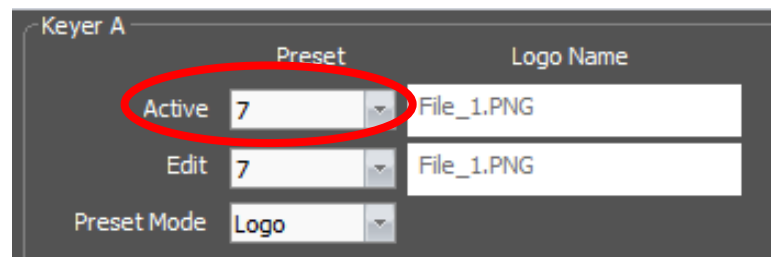 Keyer A
Preset Logo Name
Active 7 File_1.PNG
Edit 7 File_1.PNG
Preset Mode Logo